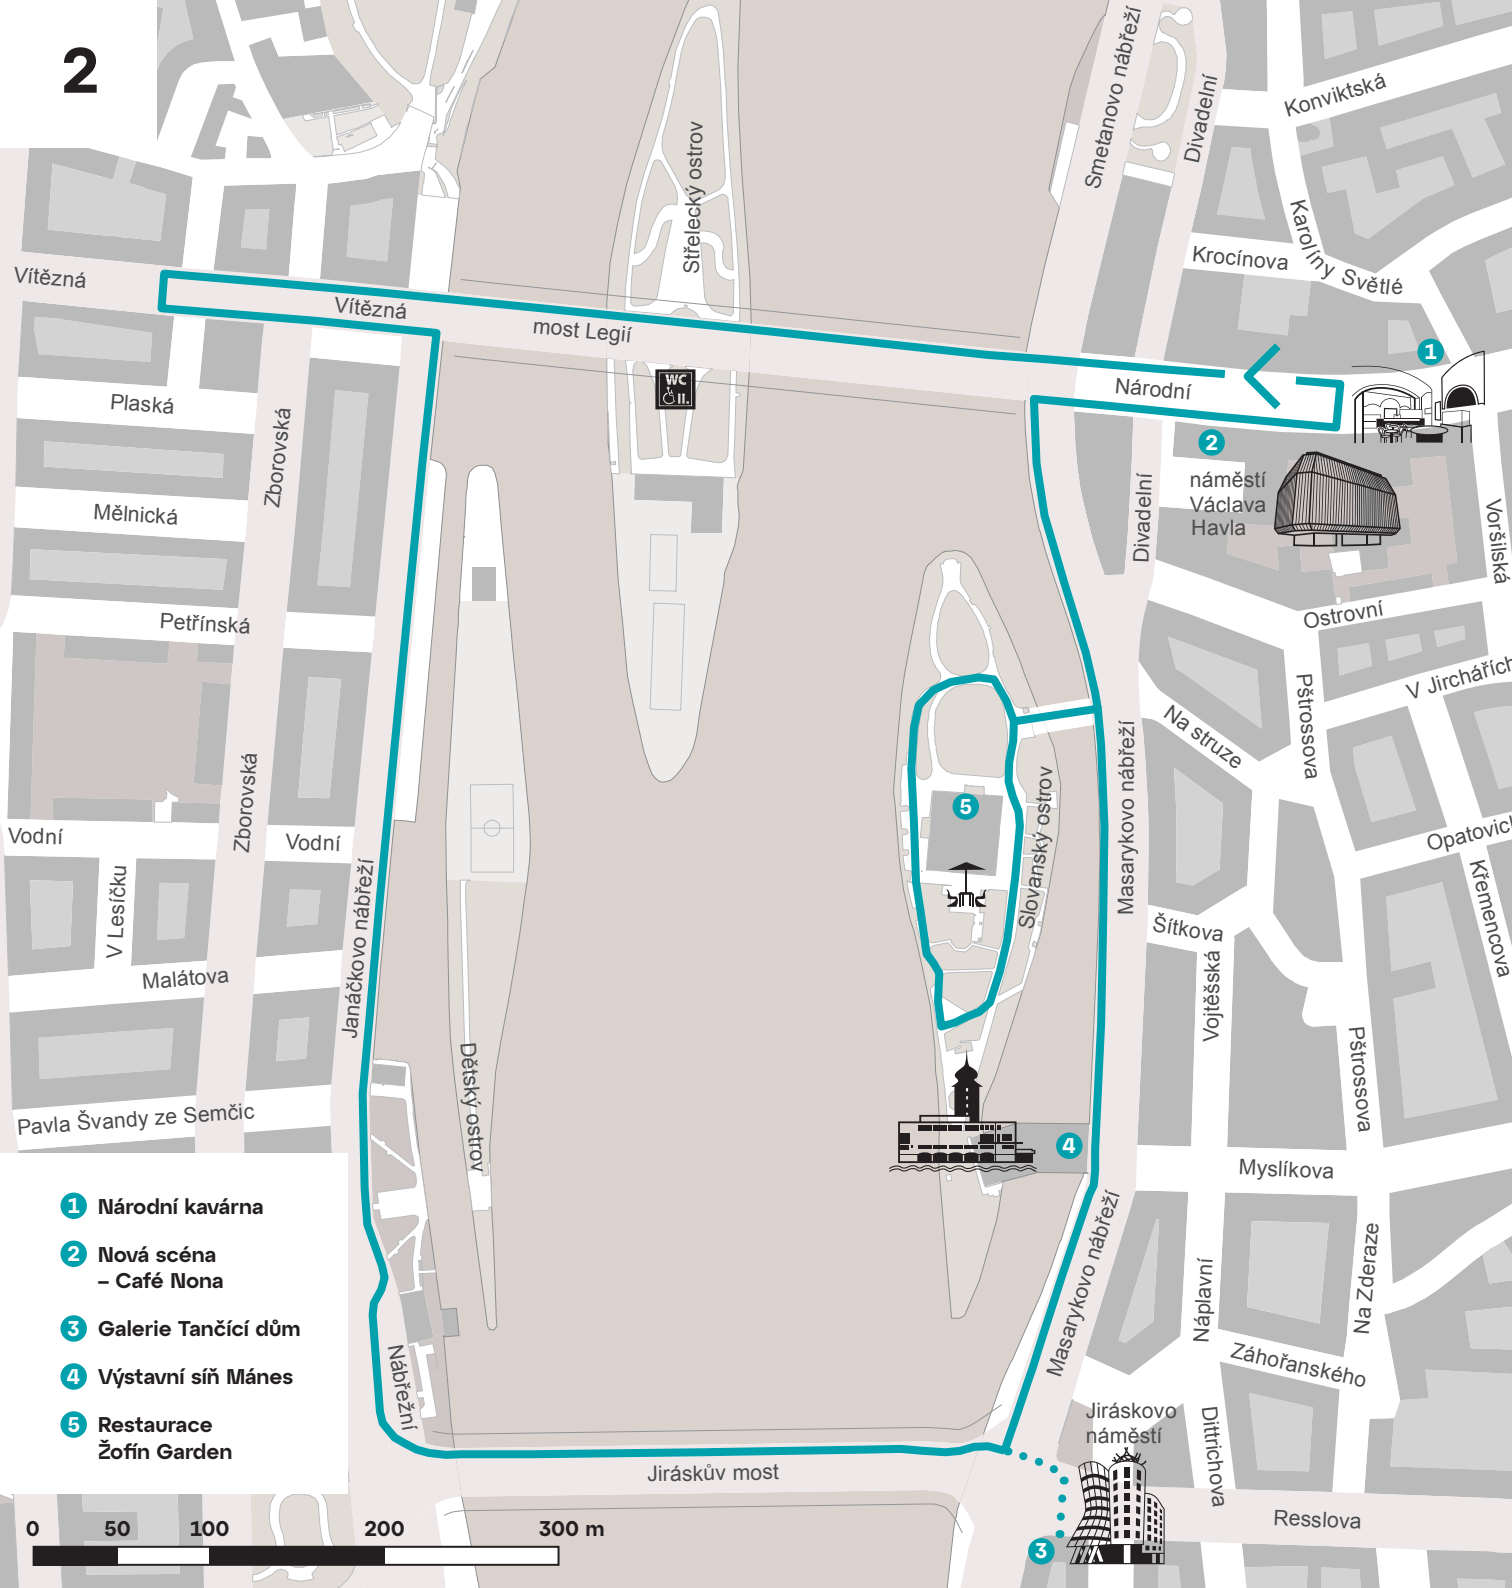 2
Smetanovo nábřeží
Divadelní
Konviktská
Střelecký ostrov
Karolíny Světlé
Krocínova
Vítězná
Vítězná
most Legií
1
WC
II.
Národní
Plaská
Zborovská
2
náměstí
Václava
Havla
Divadelní
Voršilská
Mělnická
Petřínská
Ostrovní
V Jirchářích
Pštrossova
Na struze
Masarykovo nábřeží
Slovanský ostrov
5
Zborovská
Vodní
Vodní
Opatovic
Křemencova
V Lesíčku
Janáčkovo nábřeží
Šítkova
Vojtěšská
Malátova
Dětský ostrov
Pštrossova
Pavla Švandy ze Semčic
4
Myslíkova
Masarykovo nábřeží
Náplavní
Na Zderaze
Záhořanského
Nábřežní
Jiráskovo
náměstí
Dittrichova
Jiráskův most
Resslova
3
1 Národní kavárna
2 Nová scéna
– Café Nona
3 Galerie Tančící dům
4 Výstavní síň Mánes
5 Restaurace
Žofín Garden
0 50 100 200 300 m